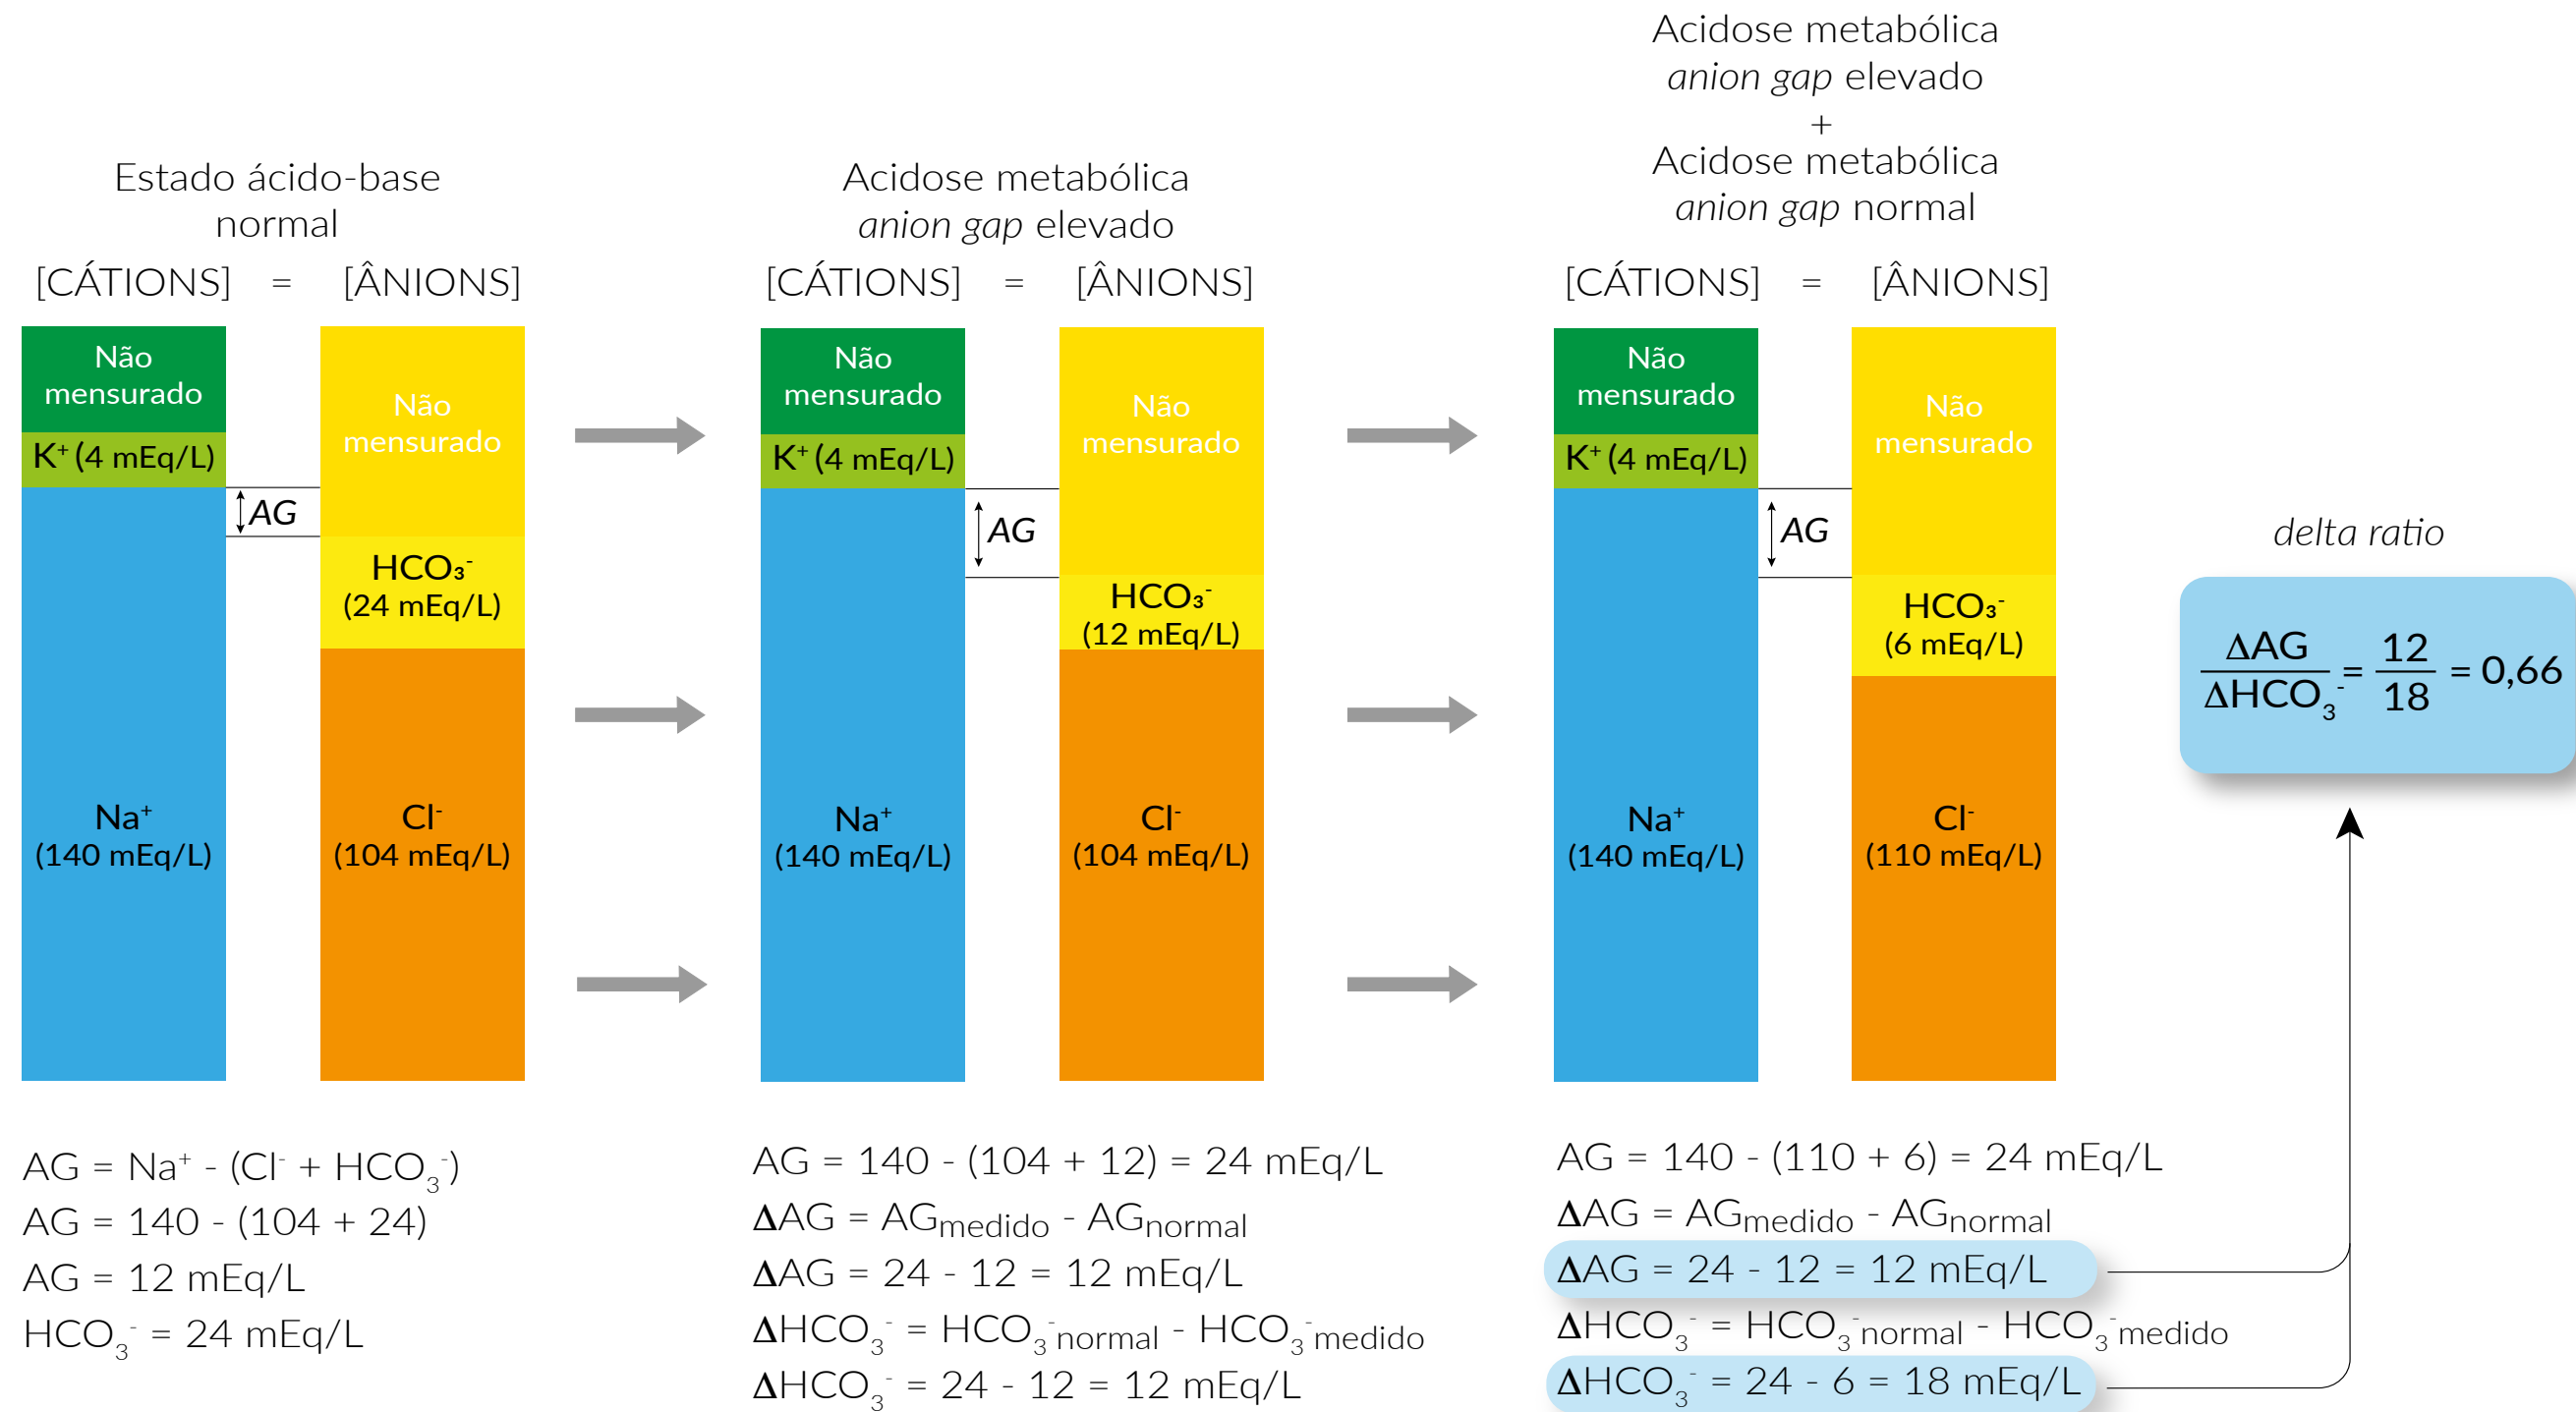 Estado ácido-base
normal
[CÁTIONS] = [ÂNIONS]
Não
mensurado
K⁺ (4 mEq/L)
Na⁺
(140 mEq/L)
AG
Não
mensurado
HCO₃⁻
(24 mEq/L)
Cl⁻
(104 mEq/L)
AG = Na⁺ - (Cl⁻ + HCO₃⁻)
AG = 140 - (104 + 24)
AG = 12 mEq/L
HCO₃⁻ = 24 mEq/L
Acidose metabólica
anion gap elevado
[CÁTIONS] = [ÂNIONS]
Não
mensurado
K⁺ (4 mEq/L)
Na⁺
(140 mEq/L)
AG
Não
mensurado
HCO₃⁻
(12 mEq/L)
Cl⁻
(104 mEq/L)
AG = 140 - (104 + 12) = 24 mEq/L
ΔAG = AGmedido - AGnormal
ΔAG = 24 - 12 = 12 mEq/L
ΔHCO₃⁻ = HCO₃⁻normal - HCO₃⁻medido
ΔHCO₃⁻ = 24 - 12 = 12 mEq/L
Acidose metabólica
anion gap elevado
+
Acidose metabólica
anion gap normal
[CÁTIONS] = [ÂNIONS]
Não
mensurado
K⁺ (4 mEq/L)
Na⁺
(140 mEq/L)
AG
Não
mensurado
HCO₃⁻
(6 mEq/L)
Cl⁻
(110 mEq/L)
AG = 140 - (110 + 6) = 24 mEq/L
ΔAG = AGmedido - AGnormal
ΔAG = 24 - 12 = 12 mEq/L
ΔHCO₃⁻ = HCO₃⁻normal - HCO₃⁻medido
ΔHCO₃⁻ = 24 - 6 = 18 mEq/L
delta ratio
ΔAG/ΔHCO₃⁻ = 12/18 = 0,66